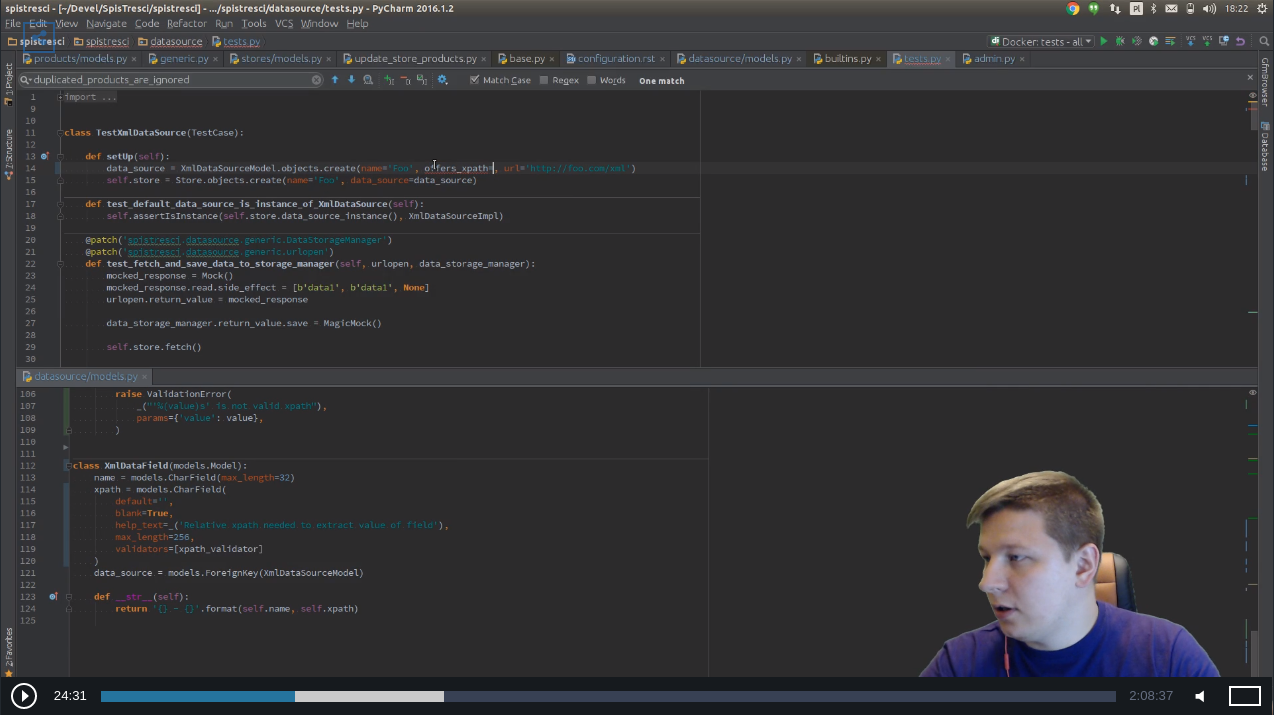 spistresci - [~/Devel/SpisTresci/spistresci] - .../spistresci/datasource/tests.py - PyCharm 2016.1.2
Pl 18:22
File Edit View Navigate Code Refactor Run Tools VCS Window Help
spistresci spistresci datasource tests.py Docker: tests - all
products/models.py generic.py stores/models.py update_store_products.py base.py configuration.rst datasource/models.py builtins.py tests.py admin.py
duplicated_products_are_ignored Match Case Regex Words One match
1: Project
Z: Structure
2: Favorites
Database
1 import ...
9
10
11 class TestXmlDataSource(TestCase):
12
13 def setUp(self):
14 data_source = XmlDataSourceModel.objects.create(name='Foo', offers_xpath=, url='http://foo.com/xml')
15 self.store = Store.objects.create(name='Foo', data_source=data_source)
16
17 def test_default_data_source_is_instance_of_XmlDataSource(self):
18 self.assertIsInstance(self.store.data_source_instance(), XmlDataSourceImpl)
19
20 @patch('spistresci.datasource.generic.DataStorageManager')
21 @patch('spistresci.datasource.generic.urlopen')
22 def test_fetch_and_save_data_to_storage_manager(self, urlopen, data_storage_manager):
23 mocked_response = Mock()
24 mocked_response.read.side_effect = [b'data1', b'data1', None]
25 urlopen.return_value = mocked_response
26
27 data_storage_manager.return_value.save = MagicMock()
28
29 self.store.fetch()
30
datasource/models.py
106 raise ValidationError(
107 _("'%(value)s' is not valid xpath"),
108 params={'value': value},
109 )
110
111
112 class XmlDataField(models.Model):
113 name = models.CharField(max_length=32)
114 xpath = models.CharField(
115 default='',
116 blank=True,
117 help_text=_('Relative xpath needed to extract value of field'),
118 max_length=256,
119 validators=[xpath_validator]
120 )
121 data_source = models.ForeignKey(XmlDataSourceModel)
122
123 def __str__(self):
124 return '{} - {}'.format(self.name, self.xpath)
125
24:31 2:08:37